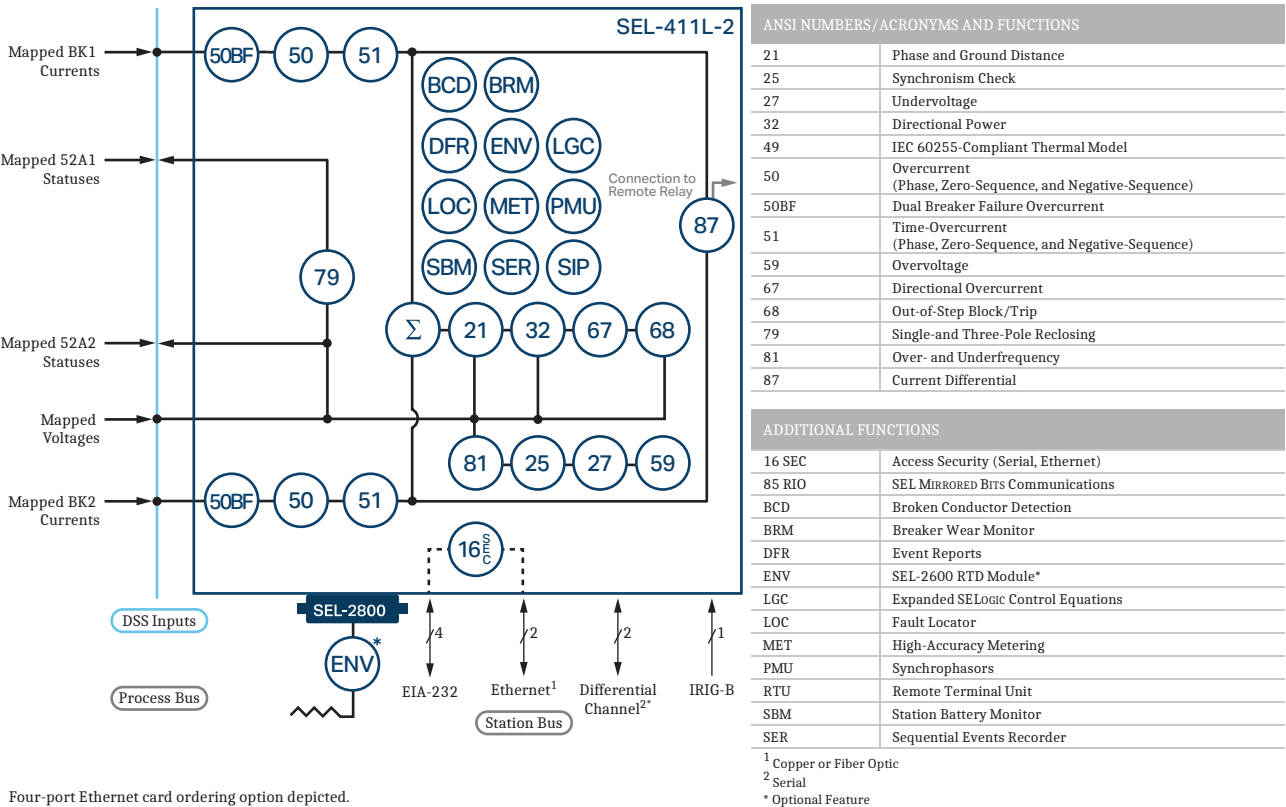 SEL-411L-2
Mapped BK1
Currents
50BF
50
51
BCD
BRM
DFR
ENV
LGC
Mapped 52A1
Statuses
Connection to
Remote Relay
LOC
MET
PMU
87
SBM
SER
SIP
79
Σ
21
32
67
68
Mapped 52A2
Statuses
Mapped
Voltages
81
25
27
59
Mapped BK2
Currents
50BF
50
51
16 SEC
SEL-2800
DSS Inputs
ENV*
4
2
2
1
EIA-232
Ethernet1
Differential
Channel2*
IRIG-B
Process Bus
Station Bus
Four-port Ethernet card ordering option depicted.
ANSI NUMBERS/ACRONYMS AND FUNCTIONS
21 Phase and Ground Distance
25 Synchronism Check
27 Undervoltage
32 Directional Power
49 IEC 60255-Compliant Thermal Model
50 Overcurrent
(Phase, Zero-Sequence, and Negative-Sequence)
50BF Dual Breaker Failure Overcurrent
51 Time-Overcurrent
(Phase, Zero-Sequence, and Negative-Sequence)
59 Overvoltage
67 Directional Overcurrent
68 Out-of-Step Block/Trip
79 Single-and Three-Pole Reclosing
81 Over- and Underfrequency
87 Current Differential
ADDITIONAL FUNCTIONS
16 SEC Access Security (Serial, Ethernet)
85 RIO SEL MIRRORED BITS Communications
BCD Broken Conductor Detection
BRM Breaker Wear Monitor
DFR Event Reports
ENV SEL-2600 RTD Module*
LGC Expanded SELOGIC Control Equations
LOC Fault Locator
MET High-Accuracy Metering
PMU Synchrophasors
RTU Remote Terminal Unit
SBM Station Battery Monitor
SER Sequential Events Recorder
1 Copper or Fiber Optic
2 Serial
* Optional Feature